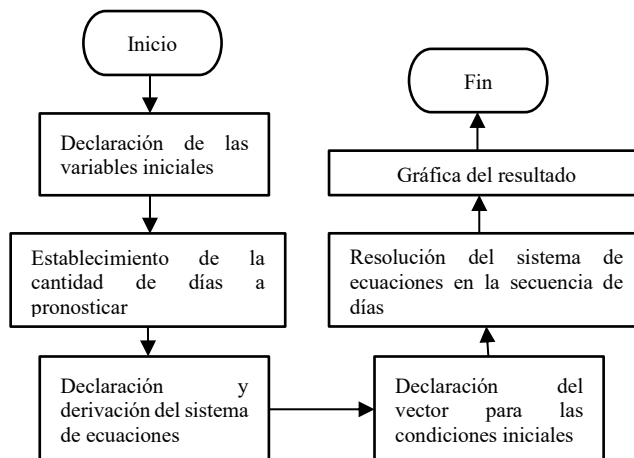 Inicio
Declaración de las
variables iniciales
Establecimiento de la
cantidad de días a
pronosticar
Declaración y
derivación del sistema
de ecuaciones
Declaración del
vector para las
condiciones iniciales
Resolución del sistema de
ecuaciones en la secuencia de
días
Gráfica del resultado
Fin